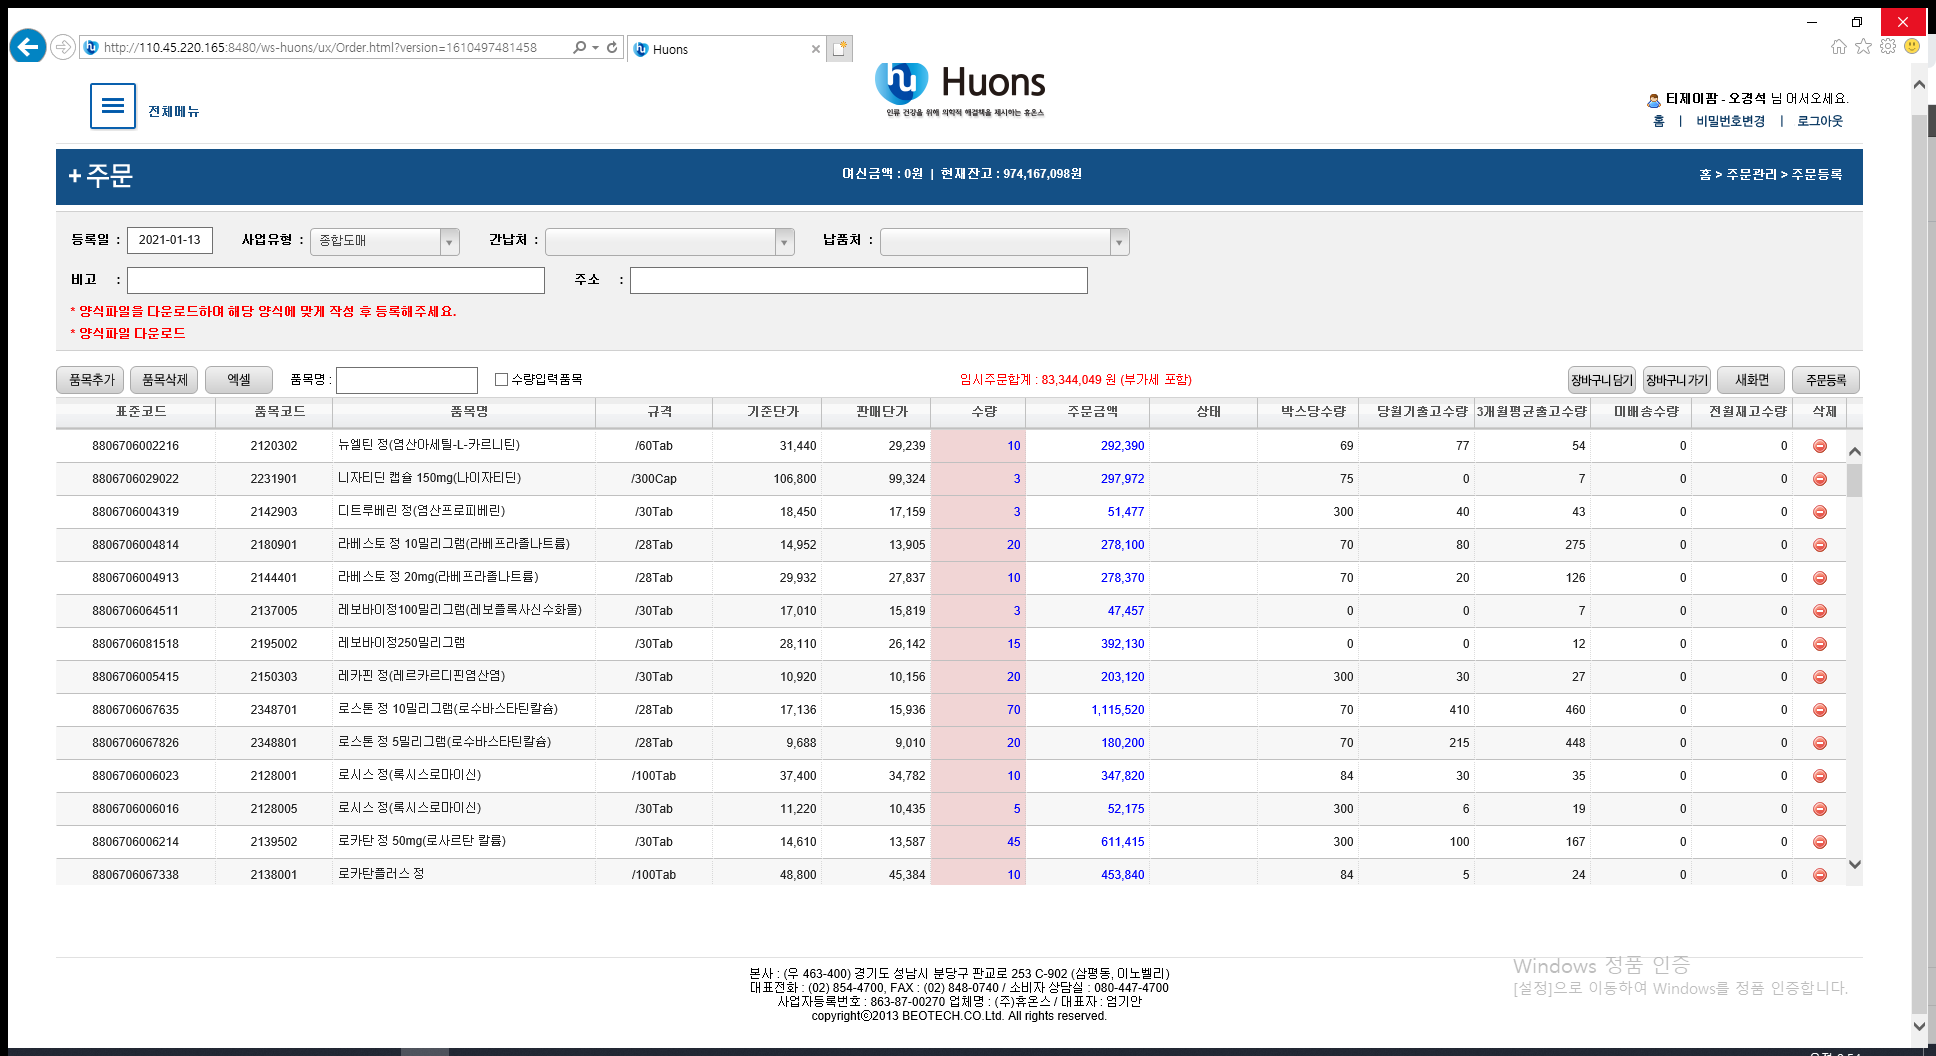 http://110.45.220.165:8480/ws-huons/ux/Order.html?version=1610497481458
Huons
전체메뉴
hu Huons
인류 건강을 위해 의학적 해결책을 제시하는 휴온스
티제이팜 - 오경석 님 어서오세요.
홈 | 비밀번호변경 | 로그아웃
+ 주문
여신금액 : 0원 | 현재잔고 : 974,167,098원
홈 > 주문관리 > 주문등록
등록일 : 2021-01-13 사업유형 : 종합도매 간납처 : 납품처 :
비고 : 주소 :
* 양식파일을 다운로드하여 해당 양식에 맞게 작성 후 등록해주세요.
* 양식파일 다운로드
품목추가 품목삭제 엑셀 품목명 : 수량입력품목 임시주문합계 : 83,344,049 원 (부가세 포함) 장바구니 담기 장바구니 가기 새화면 주문등록
표준코드 품목코드 품목명 규격 기준단가 판매단가 수량 주문금액 상태 박스당수량 당월기출고수량 3개월평균출고수량 미배송수량 전월재고수량 삭제
8806706002216 2120302 뉴엘틴 정(염산아세틸-L-카르니틴) /60Tab 31,440 29,239 10 292,390 69 77 54 0 0
8806706029022 2231901 니자티딘 캡슐 150mg(나이자티딘) /300Cap 106,800 99,324 3 297,972 75 0 7 0 0
8806706004319 2142903 디트루베린 정(염산프로피베린) /30Tab 18,450 17,159 3 51,477 300 40 43 0 0
8806706004814 2180901 라베스토 정 10밀리그램(라베프라졸나트륨) /28Tab 14,952 13,905 20 278,100 70 80 275 0 0
8806706004913 2144401 라베스토 정 20mg(라베프라졸나트륨) /28Tab 29,932 27,837 10 278,370 70 20 126 0 0
8806706064511 2137005 레보바이정100밀리그램(레보플록사신수화물) /30Tab 17,010 15,819 3 47,457 0 0 7 0 0
8806706081518 2195002 레보바이정250밀리그램 /30Tab 28,110 26,142 15 392,130 0 0 12 0 0
8806706005415 2150303 레카핀 정(레르카르디핀염산염) /30Tab 10,920 10,156 20 203,120 300 30 27 0 0
8806706067635 2348701 로스톤 정 10밀리그램(로수바스타틴칼슘) /28Tab 17,136 15,936 70 1,115,520 70 410 460 0 0
8806706067826 2348801 로스톤 정 5밀리그램(로수바스타틴칼슘) /28Tab 9,688 9,010 20 180,200 70 215 448 0 0
8806706006023 2128001 로시스 정(록시스로마이신) /100Tab 37,400 34,782 10 347,820 84 30 35 0 0
8806706006016 2128005 로시스 정(록시스로마이신) /30Tab 11,220 10,435 5 52,175 300 6 19 0 0
8806706006214 2139502 로카탄 정 50mg(로사르탄 칼륨) /30Tab 14,610 13,587 45 611,415 300 100 167 0 0
8806706067338 2138001 로카탄플러스 정 /100Tab 48,800 45,384 10 453,840 84 5 24 0 0
본사 : (우 463-400) 경기도 성남시 분당구 판교로 253 C-902 (삼평동, 이노벨리)
대표전화 : (02) 854-4700, FAX : (02) 848-0740 / 소비자 상담실 : 080-447-4700
사업자등록번호 : 863-87-00270 업체명 : (주)휴온스 / 대표자 : 엄기안
copyrightⓒ2013 BEOTECH.CO.Ltd. All rights reserved.
Windows 정품 인증
[설정]으로 이동하여 Windows를 정품 인증합니다.